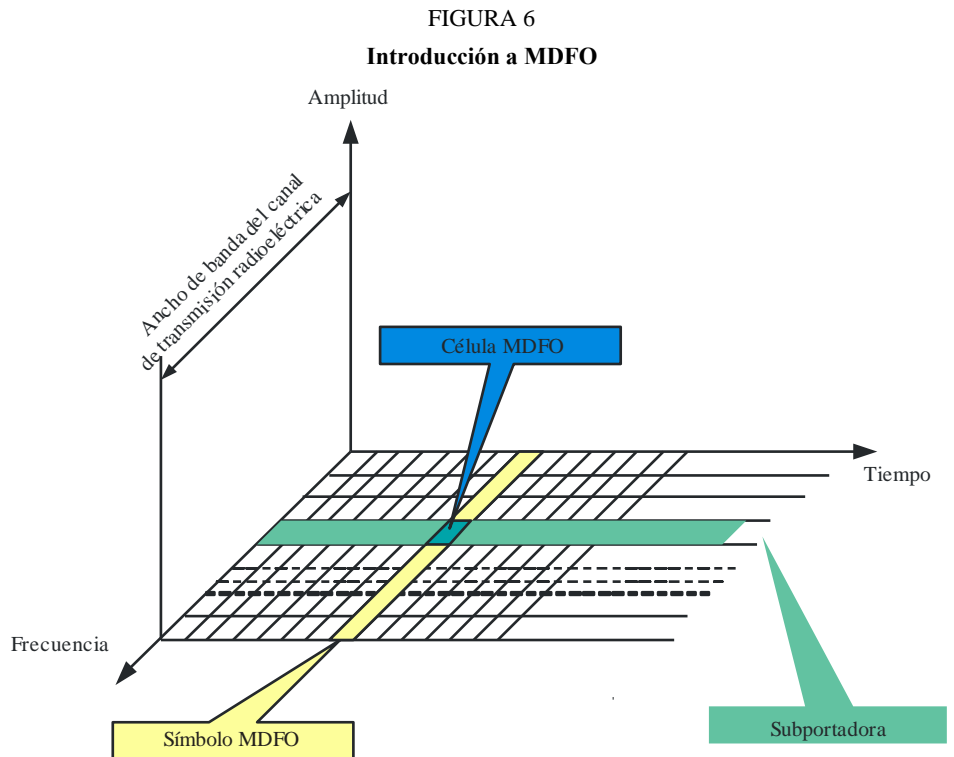 FIGURA 6
Introducción a MDFO
Amplitud
Ancho de banda del canal
de transmisión radioeléctrica
Célula MDFO
Tiempo
Frecuencia
Símbolo MDFO
Subportadora